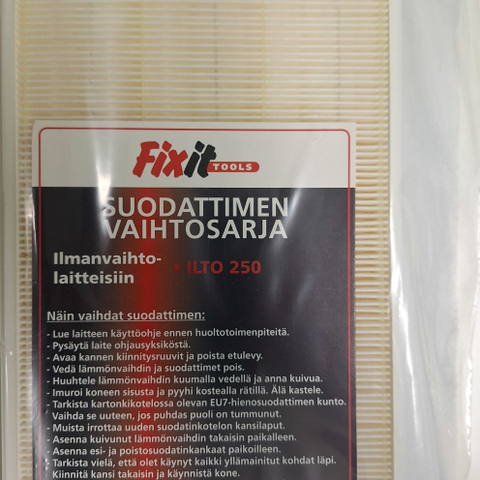 Fixit
TOOLS
SUODATTIMEN
VAIHTOSARJA
Ilmanvaihto-
laitteisiin
• ILTO 250
Näin vaihdat suodattimen:
- Lue laitteen käyttöohje ennen huoltotoimenpiteitä.
- Pysäytä laite ohjausyksiköstä.
- Avaa kannen kiinnitysruuvit ja poista etulevy.
- Vedä lämmönvaihdin ja suodattimet pois.
- Huuhtele lämmönvaihdin kuumalla vedellä ja anna kuivua.
- Imuroi koneen sisusta ja pyyhi kostealla rätillä. Älä kastele.
- Tarkista kartonkikotelossa olevan EU7-hienosuodattimen kunto.
Vaihda se uuteen, jos puhdas puoli on tummunut.
- Muista irrottaa uuden suodatinkotelon kansilaput.
- Asenna kuivunut lämmönvaihdin takaisin paikalleen.
- Asenna esi- ja poistosuodatinkankaat paikoilleen.
- Tarkista vielä, että olet käynyt kaikki yllämainitut kohdat läpi.
Kiinnitä kansi takaisin ja käynnistä kone.